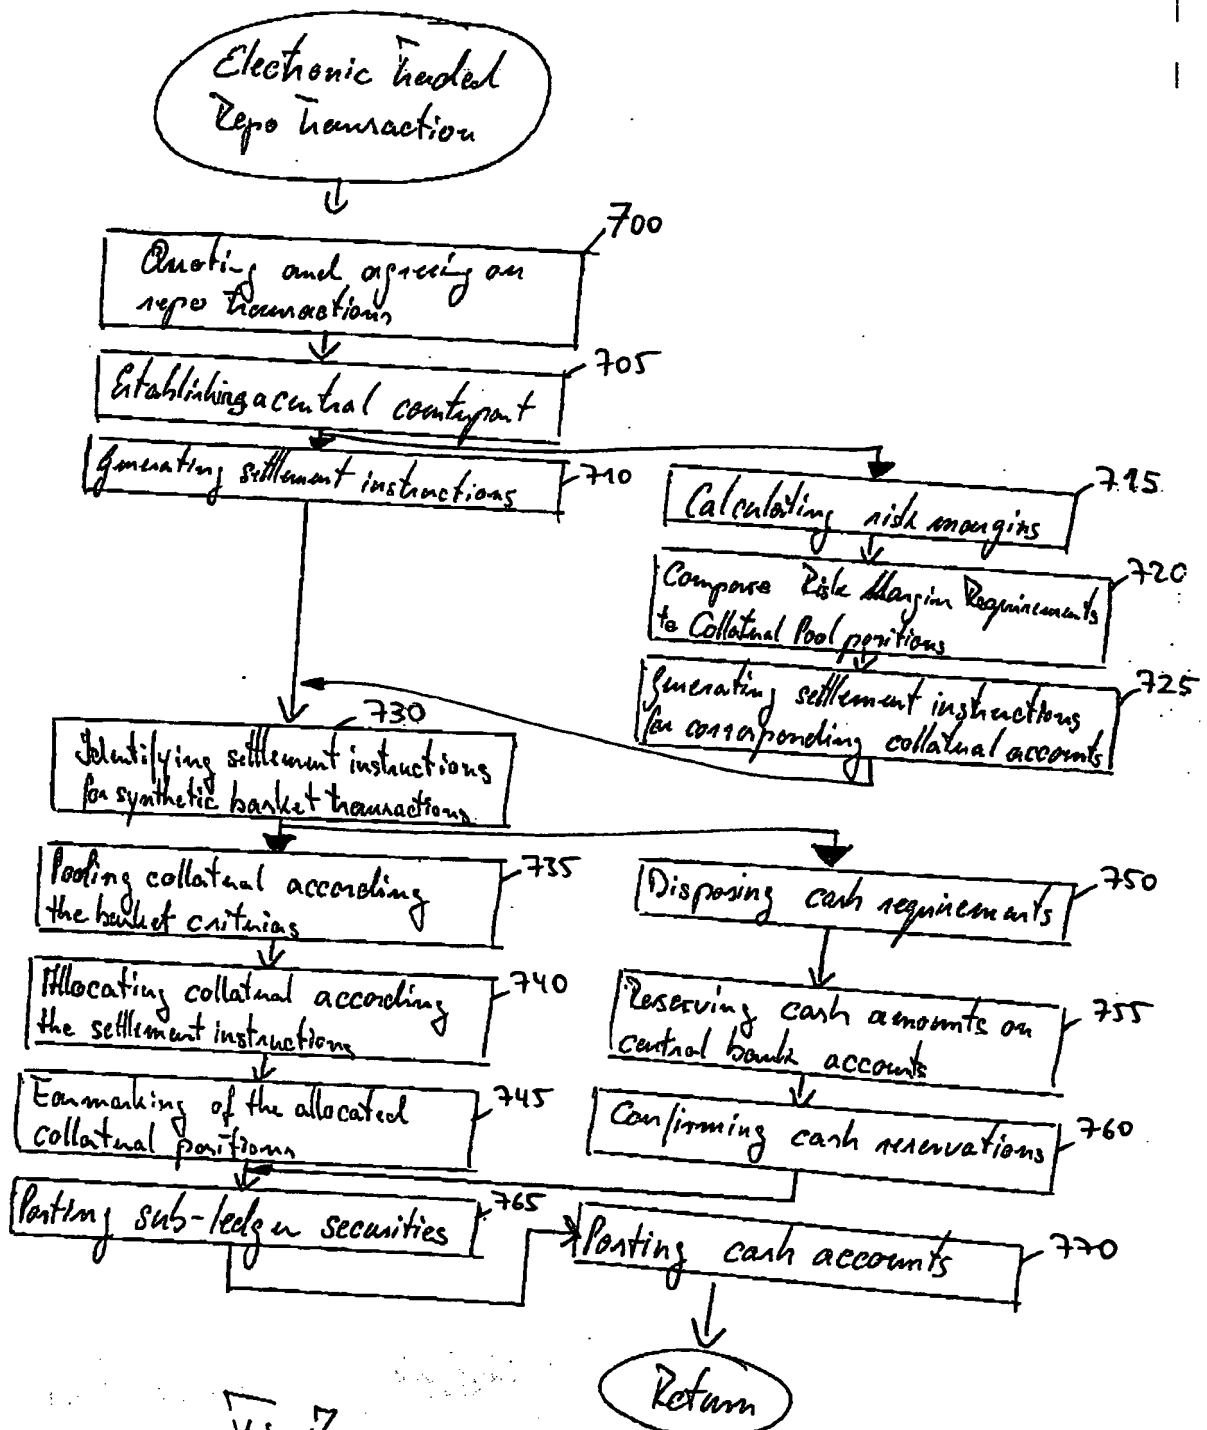 Electronic Traded
Repo Transaction
700
Quoting and agreeing on
repo transactions
705
Establishing a central counterpart
Generating settlement instructions
710
715
Calculating risk margins
720
Compare Risk Margin Requirements
to Collateral Pool positions
725
Generating settlement instructions
for corresponding collateral accounts
730
Identifying settlement instructions
for synthetic basket transactions
735
Pooling collateral according
the basket criterias
740
Allocating collateral according
the settlement instructions
745
Earmarking of the allocated
collateral positions
750
Disposing cash requirements
755
Reserving cash amounts on
central bank accounts
760
Confirming cash reservations
765
Posting sub-ledger securities
770
Posting cash accounts
Return